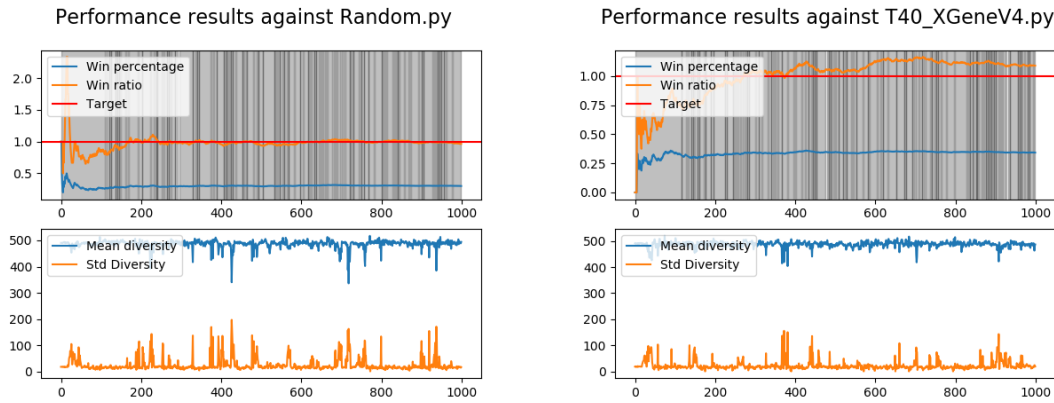 Performance results against Random.py
Win percentage
Win ratio
Target
2.0
1.5
1.0
0.5
0 200 400 600 800 1000
Mean diversity
Std Diversity
500
400
300
200
100
0
0 200 400 600 800 1000
Performance results against T40_XGeneV4.py
Win percentage
Win ratio
Target
1.00
0.75
0.50
0.25
0.00
0 200 400 600 800 1000
Mean diversity
Std Diversity
500
400
300
200
100
0
0 200 400 600 800 1000